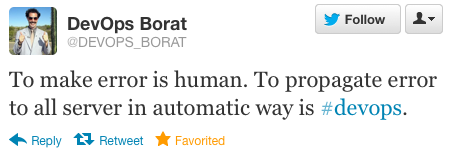 DevOps Borat
Follow
@DEVOPS_BORAT
To make error is human. To propagate error
to all server in automatic way is #devops.
Reply Retweet Favorited